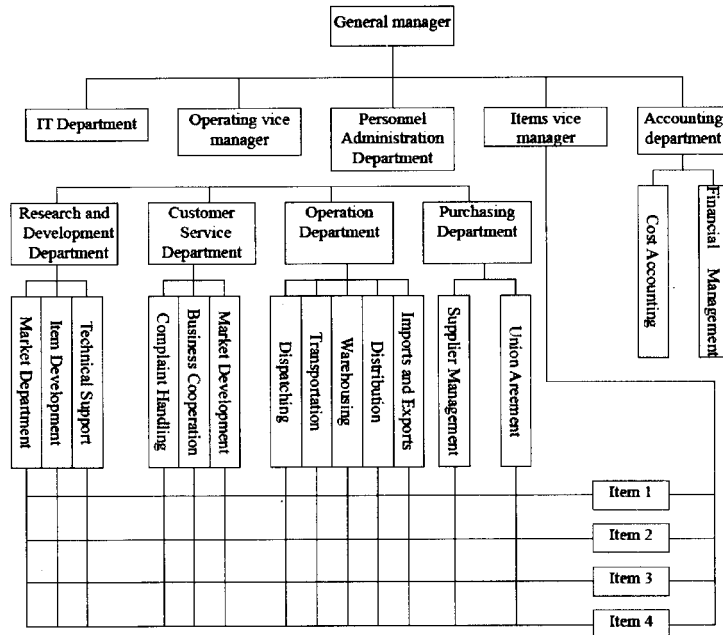 General manager
IT Department
Operating vice
manager
Personnel
Administration
Department
Items vice
manager
Accounting
department
Cost Accounting
Financial Management
Research and
Development
Department
Customer
Service
Department
Operation
Department
Purchasing
Department
Market Department
Item Development
Technical Support
Complaint Handling
Business Cooperation
Market Development
Dispatching
Transportation
Warehousing
Distribution
Imports and Exports
Supplier Management
Union Areement
Item 1
Item 2
Item 3
Item 4